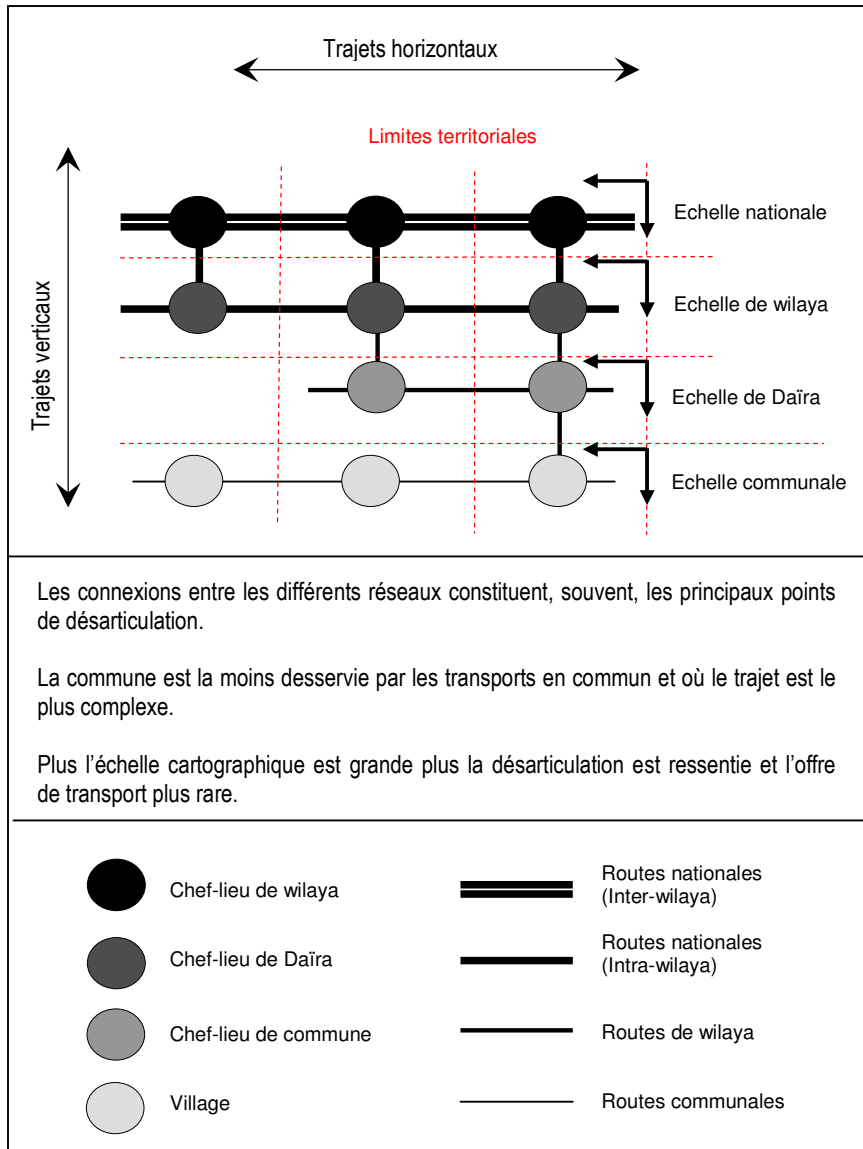 Trajets horizontaux
Limites territoriales
Trajets verticaux
Echelle nationale
Echelle de wilaya
Echelle de Daïra
Echelle communale
Les connexions entre les différents réseaux constituent, souvent, les principaux points
de désarticulation.
La commune est la moins desservie par les transports en commun et où le trajet est le
plus complexe.
Plus l’échelle cartographique est grande plus la désarticulation est ressentie et l’offre
de transport plus rare.
Chef-lieu de wilaya
Routes nationales
(Inter-wilaya)
Chef-lieu de Daïra
Routes nationales
(Intra-wilaya)
Chef-lieu de commune
Routes de wilaya
Village
Routes communales